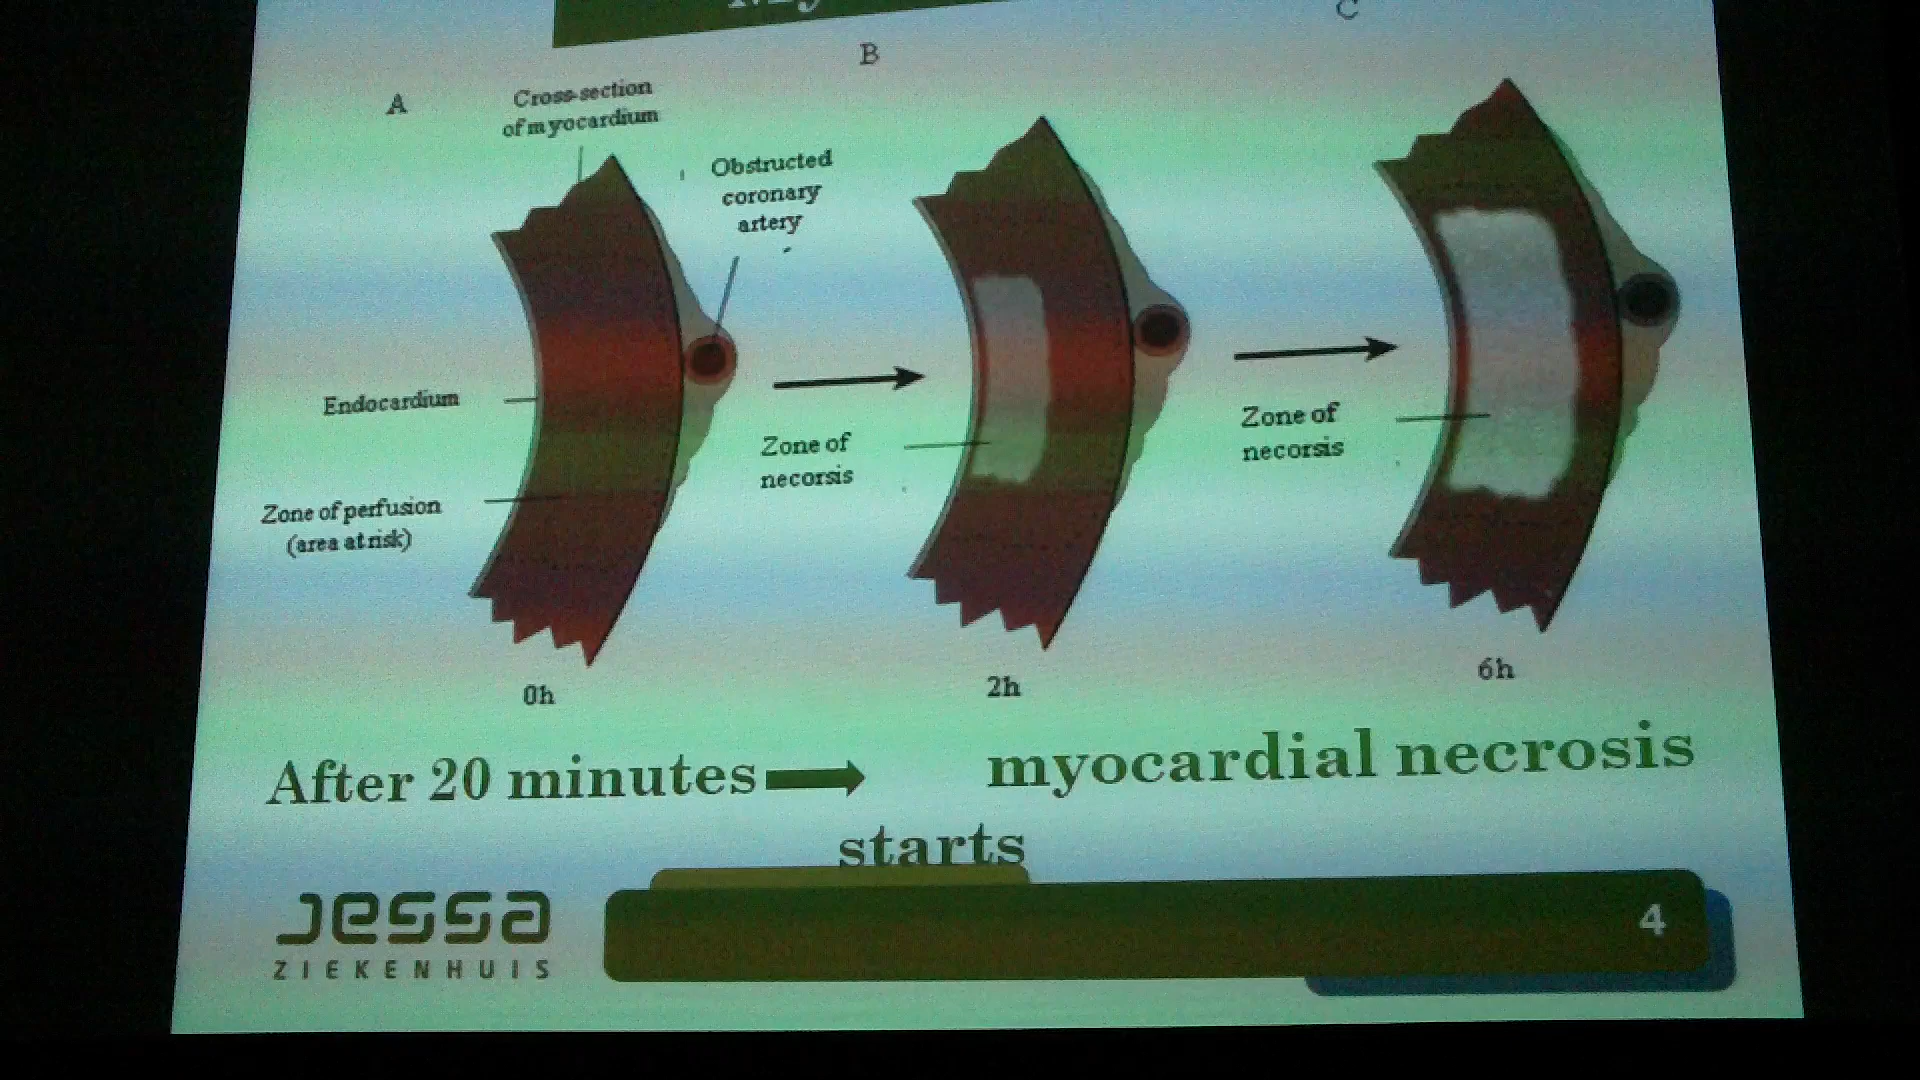 A
B
C
Cross-section
of myocardium
Obstructed
coronary
artery
Endocardium
Zone of perfusion
(area at risk)
Zone of
necorsis
Zone of
necorsis
0h
2h
6h
After 20 minutes myocardial necrosis
starts
Jessa
ZIEKENHUIS
4